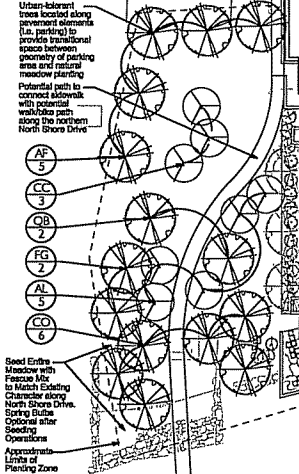 Urban-tolerant
trees located along
pavement elements
(i.e. parking) to
provide transitional
space between
geometry of parking
area and natural
meadow planting
Potential path to
connect sidewalk
with potential
walk/bike path
along the northern
North Shore Drive
AF
5
CC
3
QB
2
FG
2
AL
5
CO
6
Seed Entire
Meadow with
Fescue Mix
to Match Existing
Character along
North Shore Drive.
Spring Bulbs
Optional after
Seeding
Operations
Approximate
Limits of
Planting Zone